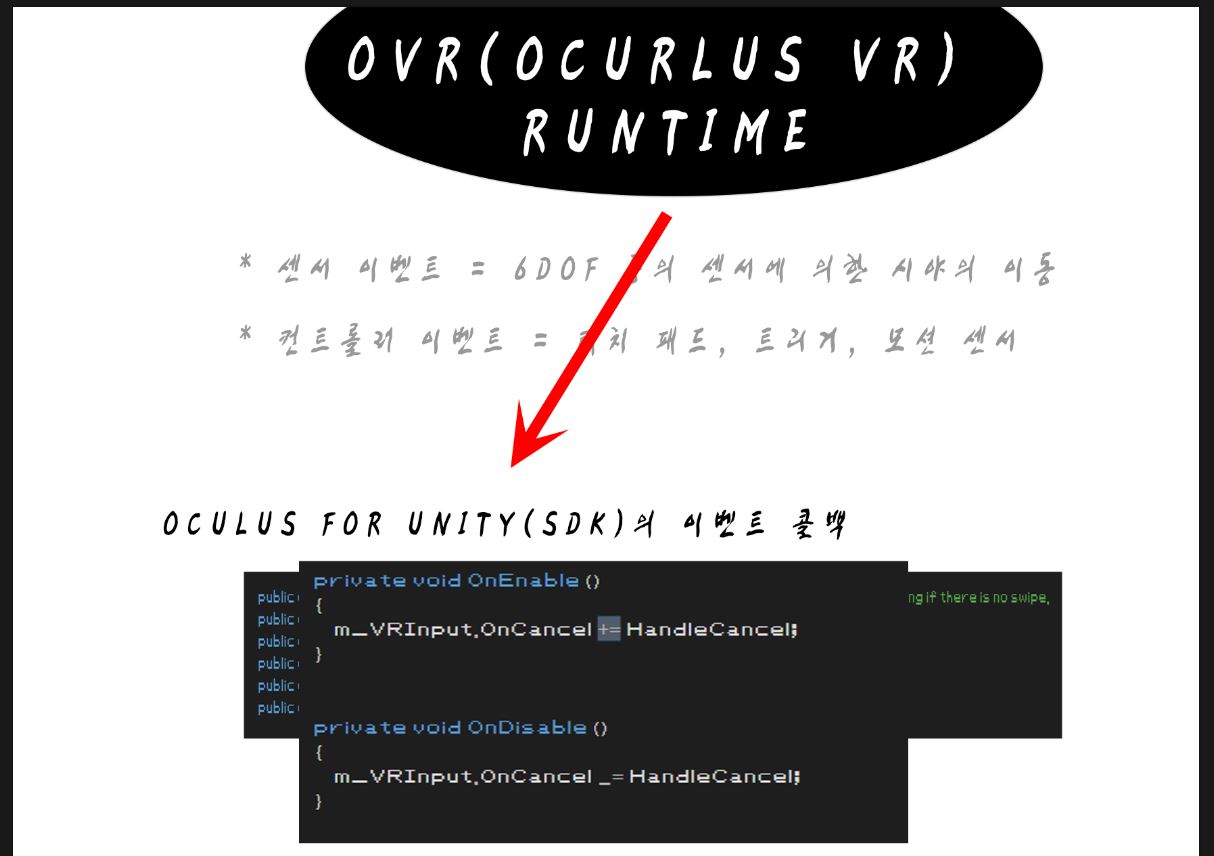 OVR(OCURLUS VR)
RUNTIME
* 센서 이벤트 = 6DOF 의 센서에 의한 시야의 이동
* 컨트롤러 이벤트 = 터치 패드, 트리거, 모션 센서
OCULUS FOR UNITY(SDK)의 이벤트 콜백
private void OnEnable ()
{
m_VRInput.OnCancel += HandleCancel;
}
private void OnDisable ()
{
m_VRInput.OnCancel _= HandleCancel;
}
public
ng if there is no swipe,
public
public
public
public
public